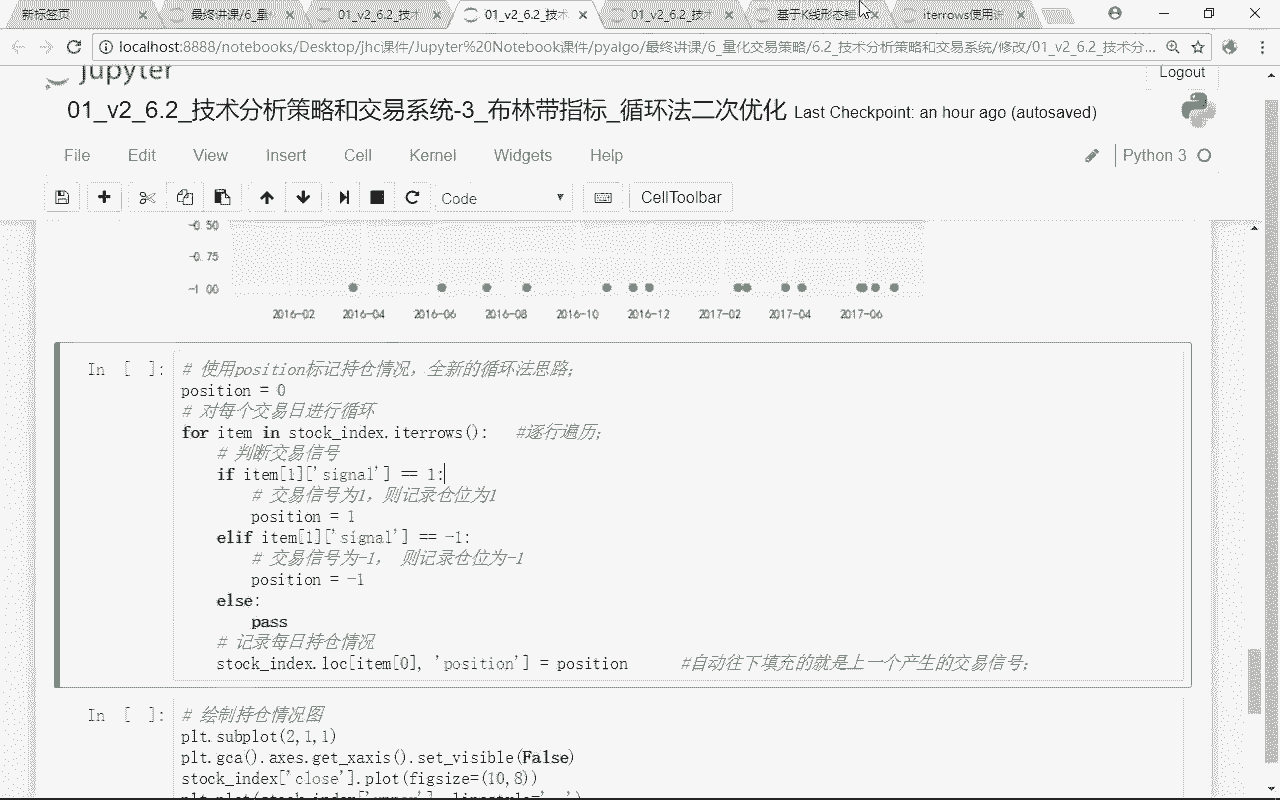 新标签页
最终讲课/6_量
01_v2_6.2_技术
01_v2_6.2_技术
01_v2_6.2_技术
基于K线形态
iterrows使用
localhost:8888/notebooks/Desktop/jhc课件/Jupyter%20Notebook课件/pyalgo/最终讲课/6_量化交易策略/6.2_技术分析策略和交易系统/修改/01_v2_6.2_技术分...
jupyter
Logout
01_v2_6.2_技术分析策略和交易系统-3_布林带指标_循环法二次优化 Last Checkpoint: an hour ago (autosaved)
File Edit View Insert Cell Kernel Widgets Help
Python 3
Code
CellToolbar
-0.50
-0.75
-1.00
2016-02 2016-04 2016-06 2016-08 2016-10 2016-12 2017-02 2017-04 2017-06
In [ ]:
# 使用position标记持仓情况，全新的循环法思路;
position = 0
# 对每个交易日进行循环
for item in stock_index.iterrows(): #逐行遍历;
# 判断交易信号
if item[1]['signal'] == 1:
# 交易信号为1，则记录仓位为1
position = 1
elif item[1]['signal'] == -1:
# 交易信号为-1， 则记录仓位为-1
position = -1
else:
pass
# 记录每日持仓情况
stock_index.loc[item[0], 'position'] = position #自动往下填充的就是上一个产生的交易信号;
In [ ]:
# 绘制持仓情况图
plt.subplot(2,1,1)
plt.gca().axes.get_xaxis().set_visible(False)
stock_index['close'].plot(figsize=(10,8))